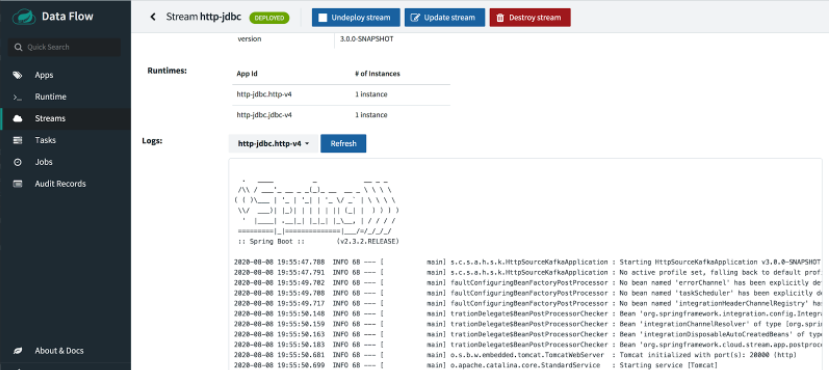 Data Flow
Stream http-jdbc DEPLOYED
Undeploy stream
Update stream
Destroy stream
Quick Search
Apps
Runtime
Streams
Tasks
Jobs
Audit Records
About & Docs
version 3.0.0-SNAPSHOT
Runtimes:
App Id # of Instances
http-jdbc.http-v4 1 instance
http-jdbc.jdbc-v4 1 instance
Logs:
http-jdbc.http-v4
Refresh
:: Spring Boot :: (v2.3.2.RELEASE)
2020-08-08 19:55:47.788 INFO 68 --- [ main] s.c.s.a.h.s.k.HttpSourceKafkaApplication : Starting HttpSourceKafkaApplication v3.0.0-SNAPSHOT
2020-08-08 19:55:47.791 INFO 68 --- [ main] s.c.s.a.h.s.k.HttpSourceKafkaApplication : No active profile set, falling back to default prof
2020-08-08 19:55:49.702 INFO 68 --- [ main] faultConfiguringBeanFactoryPostProcessor : No bean named 'errorChannel' has been explicitly def
2020-08-08 19:55:49.708 INFO 68 --- [ main] faultConfiguringBeanFactoryPostProcessor : No bean named 'taskScheduler' has been explicitly de
2020-08-08 19:55:49.717 INFO 68 --- [ main] faultConfiguringBeanFactoryPostProcessor : No bean named 'integrationHeaderChannelRegistry' has
2020-08-08 19:55:50.148 INFO 68 --- [ main] trationDelegate$BeanPostProcessorChecker : Bean 'org.springframework.integration.config.Integra
2020-08-08 19:55:50.159 INFO 68 --- [ main] trationDelegate$BeanPostProcessorChecker : Bean 'integrationChannelResolver' of type [org.sprin
2020-08-08 19:55:50.163 INFO 68 --- [ main] trationDelegate$BeanPostProcessorChecker : Bean 'integrationDisposableAutoCreatedBeans' of type
2020-08-08 19:55:50.183 INFO 68 --- [ main] trationDelegate$BeanPostProcessorChecker : Bean 'org.springframework.cloud.stream.app.postproce
2020-08-08 19:55:50.681 INFO 68 --- [ main] o.s.b.w.embedded.tomcat.TomcatWebServer : Tomcat initialized with port(s): 20000 (http)
2020-08-08 19:55:50.699 INFO 68 --- [ main] o.apache.catalina.core.StandardService : Starting service [Tomcat]